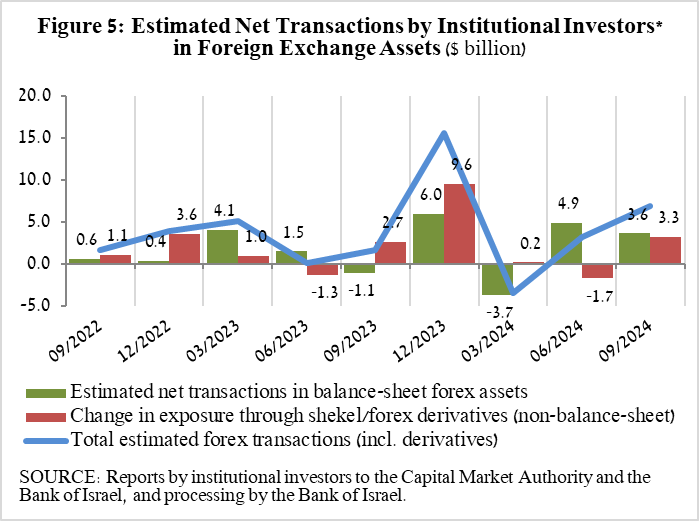 Figure 5: Estimated Net Transactions by Institutional Investors*
in Foreign Exchange Assets ($ billion)
20.0
15.0
10.0
5.0
0.0
-5.0
0.6 1.1 0.4 3.6 4.1 1.0 1.5 -1.3 -1.1 2.7 6.0 9.6 -3.7 0.2 4.9 -1.7 3.6 3.3
09/2022 12/2022 03/2023 06/2023 09/2023 12/2023 03/2024 06/2024 09/2024
Estimated net transactions in balance-sheet forex assets
Change in exposure through shekel/forex derivatives (non-balance-sheet)
Total estimated forex transactions (incl. derivatives)
SOURCE: Reports by institutional investors to the Capital Market Authority and the
Bank of Israel, and processing by the Bank of Israel.